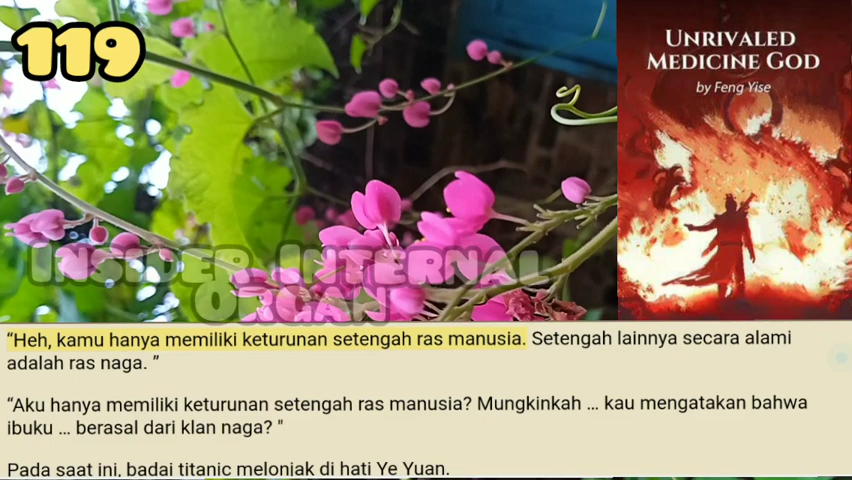 119
UNRIVALED
MEDICINE GOD
by Feng Yise
INSIDER INTERNAL
ORGAN
“Heh, kamu hanya memiliki keturunan setengah ras manusia. Setengah lainnya secara alami
adalah ras naga. ”
“Aku hanya memiliki keturunan setengah ras manusia? Mungkinkah ... kau mengatakan bahwa
ibuku ... berasal dari klan naga? "
Pada saat ini, badai titanic melonjak di hati Ye Yuan.